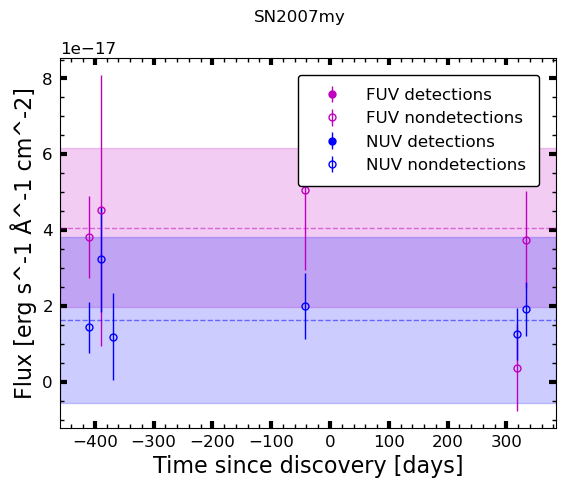 SN2007my
1e−17
FUV detections
FUV nondetections
NUV detections
NUV nondetections
8
6
4
2
0
Flux [erg s^-1 Å^-1 cm^-2]
−400 −300 −200 −100 0 100 200 300
Time since discovery [days]